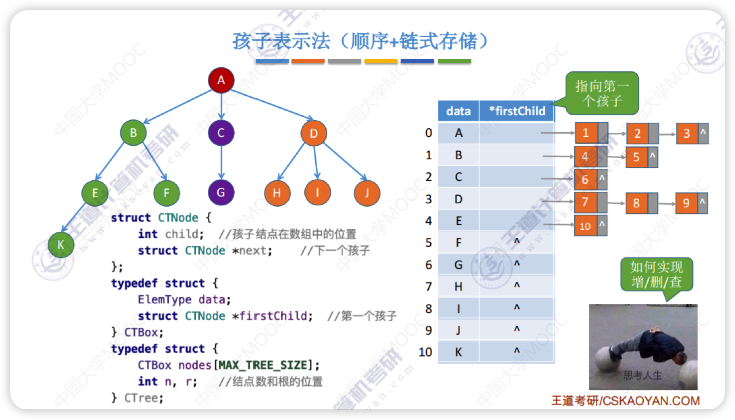 孩子表示法（顺序+链式存储）
A
B
C
D
E
F
G
H
I
J
K
struct CTNode {
int child; //孩子结点在数组中的位置
struct CTNode *next; //下一个孩子
};
typedef struct {
ElemType data;
struct CTNode *firstChild; //第一个孩子
} CTBox;
typedef struct {
CTBox nodes[MAX_TREE_SIZE];
int n, r; //结点数和根的位置
} CTree;
指向第一
个孩子
data *firstChild
0 A 1 2 3 ^
1 B 4 5 ^
2 C 6 ^
3 D 7 8 9 ^
4 E 10 ^
5 F ^
6 G ^
7 H ^
8 I ^
9 J ^
10 K ^
如何实现
增/删/查
思考人生
王道考研/CSKAOYAN.COM
中国大学MOOC
王道计算机考研